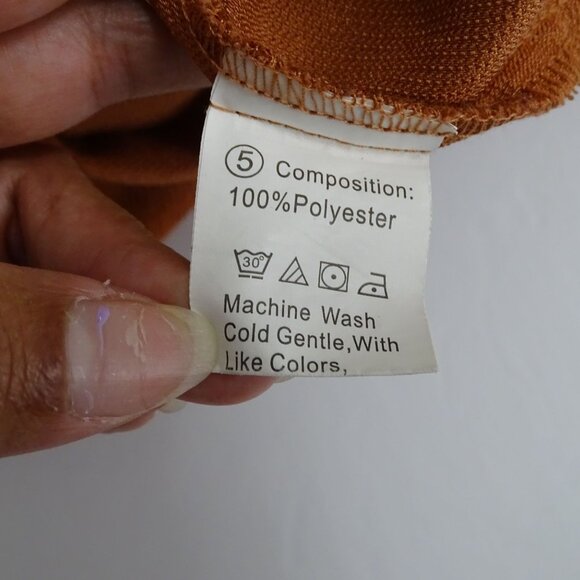 ⑤ Composition:
100%Polyester
30°
Machine Wash
Cold Gentle,With
Like Colors,